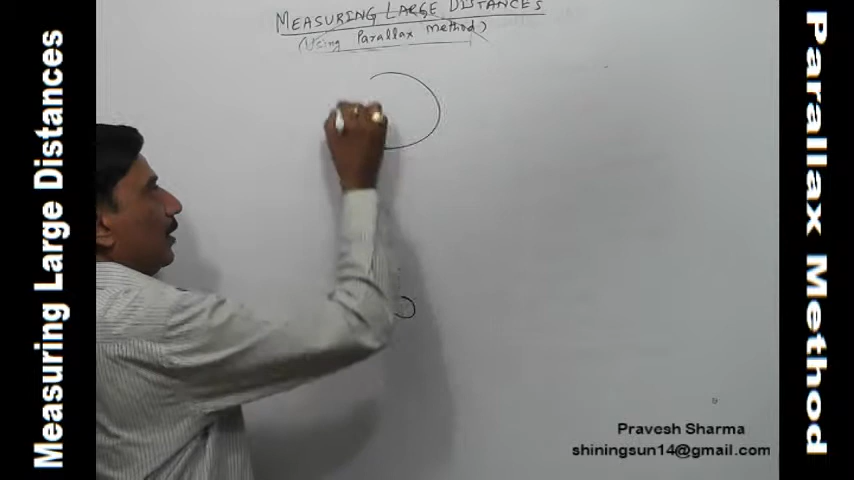 Measuring Large Distances
MEASURING LARGE DISTANCES
(Using Parallax Method)
Parallax Method
Pravesh Sharma
shiningsun14@gmail.com